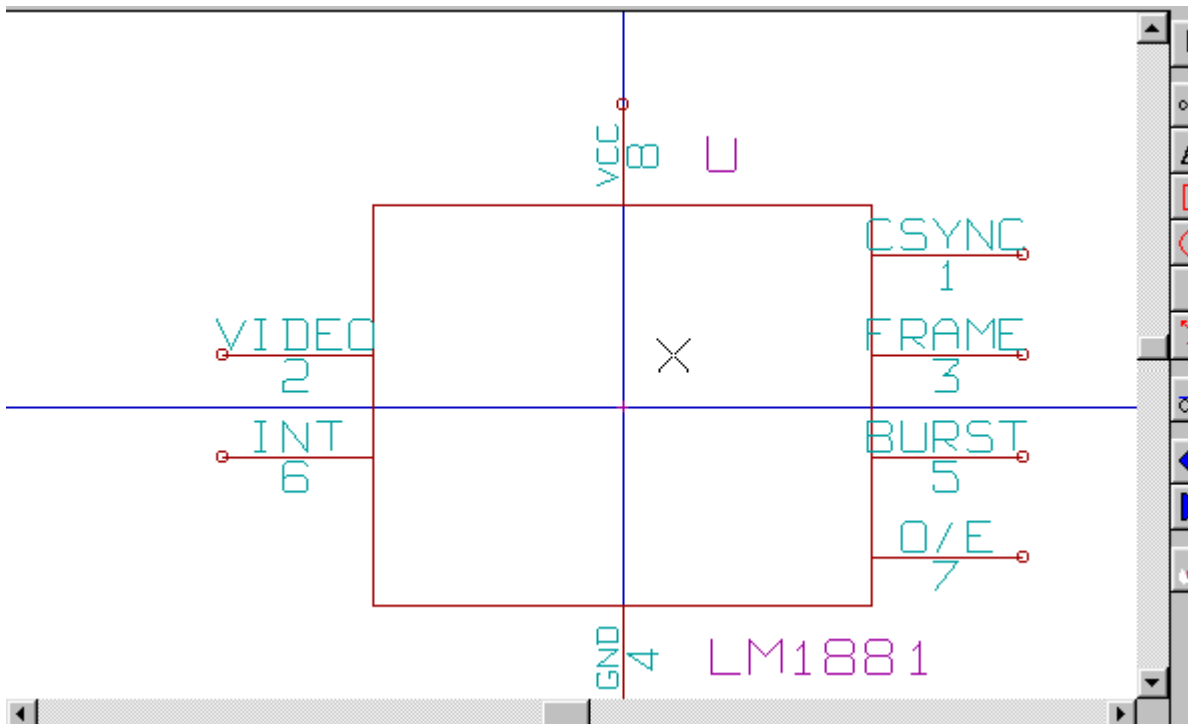 VCC
8
U
CSYNC
1
VIDEO
2
FRAME
3
INT
6
BURST
5
O/E
7
GND
4
LM1881